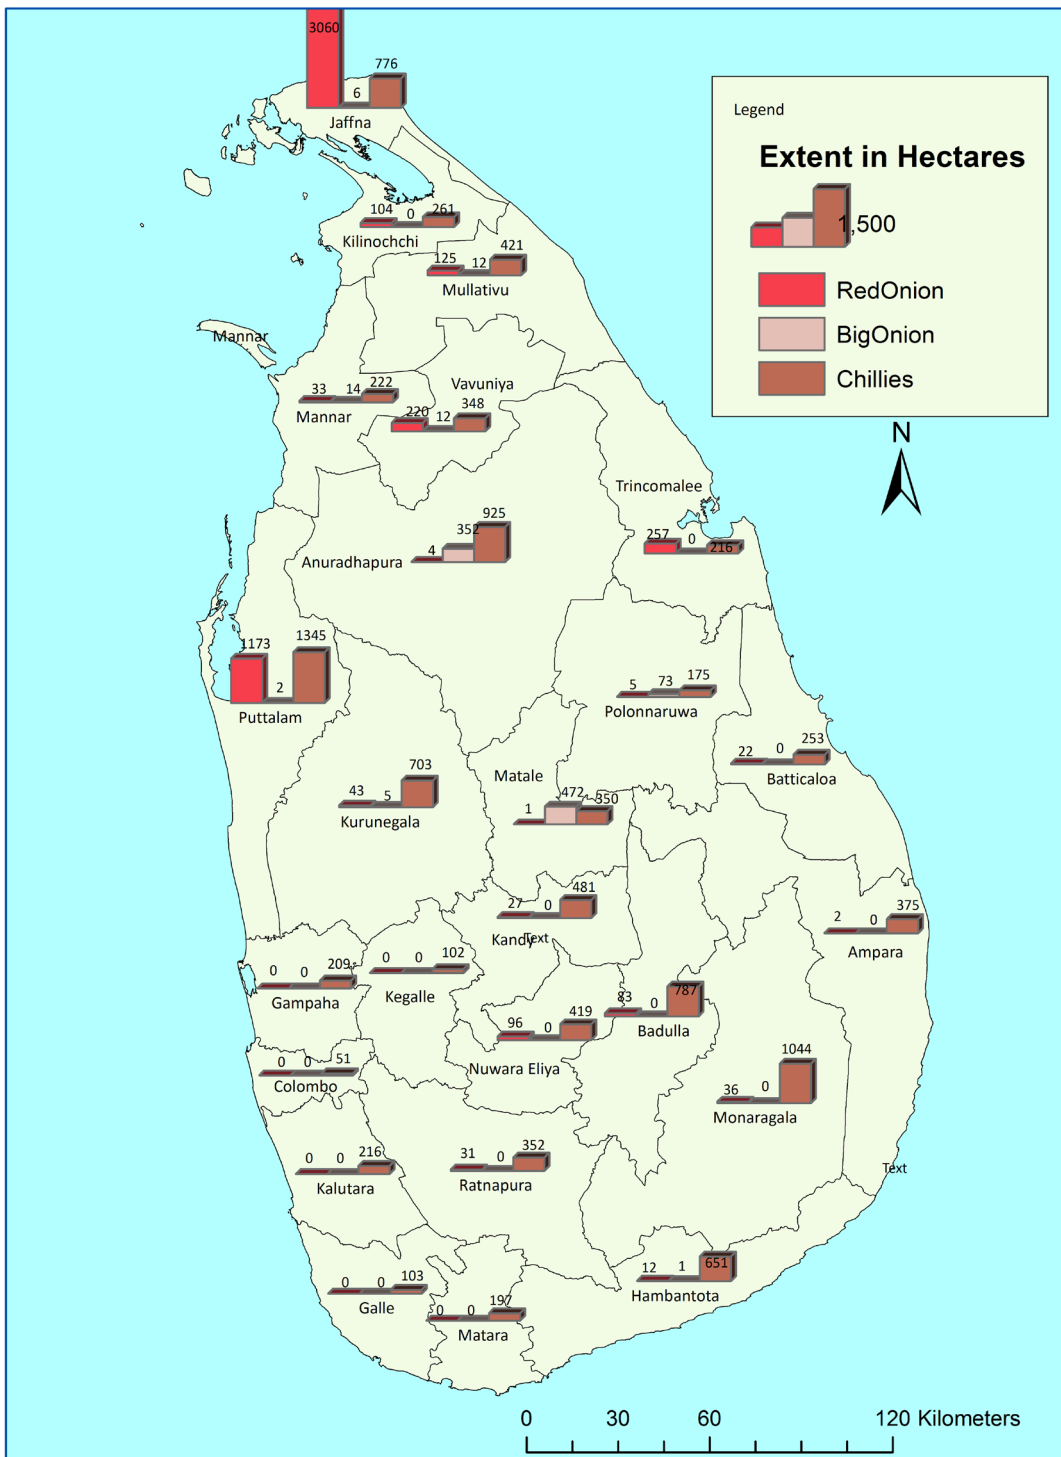 3060
776
6
Jaffna
Legend
Extent in Hectares
1,500
RedOnion
BigOnion
Chillies
N
104 0 261
Kilinochchi
421
125 12
Mullativu
Mannar
33 14 222
Mannar
Vavuniya
348
220 12
Trincomalee
925
352
4
Anuradhapura
257 0 216
1173 1345
2
Puttalam
5 73 175
Polonnaruwa
253
22 0
Batticaloa
703
43 5
Kurunegala
Matale
472 350
1
481
27 0
Kandy
Text
375
2 0
Ampara
0 0 209
Gampaha
0 0 102
Kegalle
83 0 787
Badulla
419
96 0
Nuwara Eliya
0 0 51
Colombo
1044
36 0
Monaragala
0 0 216
Kalutara
352
31 0
Ratnapura
Text
12 1 651
Hambantota
0 0 103
Galle
0 0 197
Matara
0 30 60 120 Kilometers